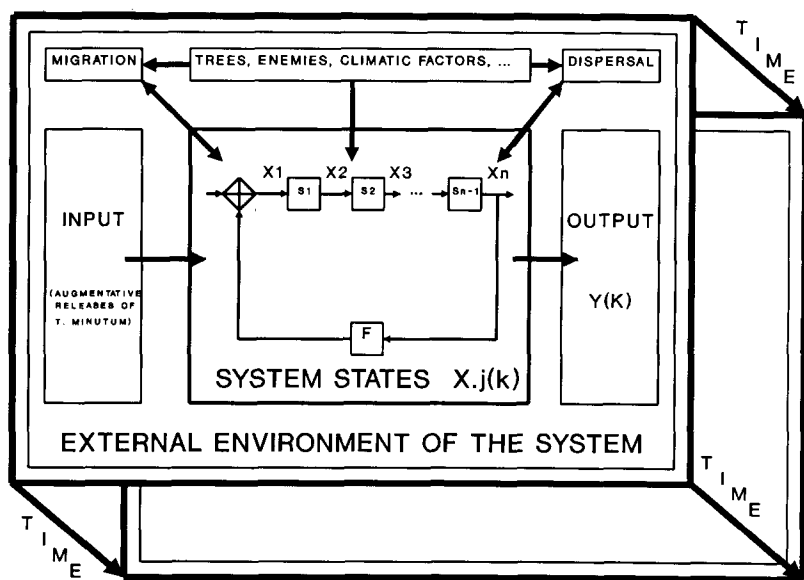 TIME
MIGRATION
TREES, ENEMIES, CLIMATIC FACTORS, ...
DISPERSAL
X1 X2 X3 Xn
S1 S2 ... Sn-1
INPUT
(AUGMENTATIVE
RELEASES OF
T. MINUTUM)
OUTPUT
Y(K)
F
SYSTEM STATES X.j(k)
EXTERNAL ENVIRONMENT OF THE SYSTEM
TIME
TIME